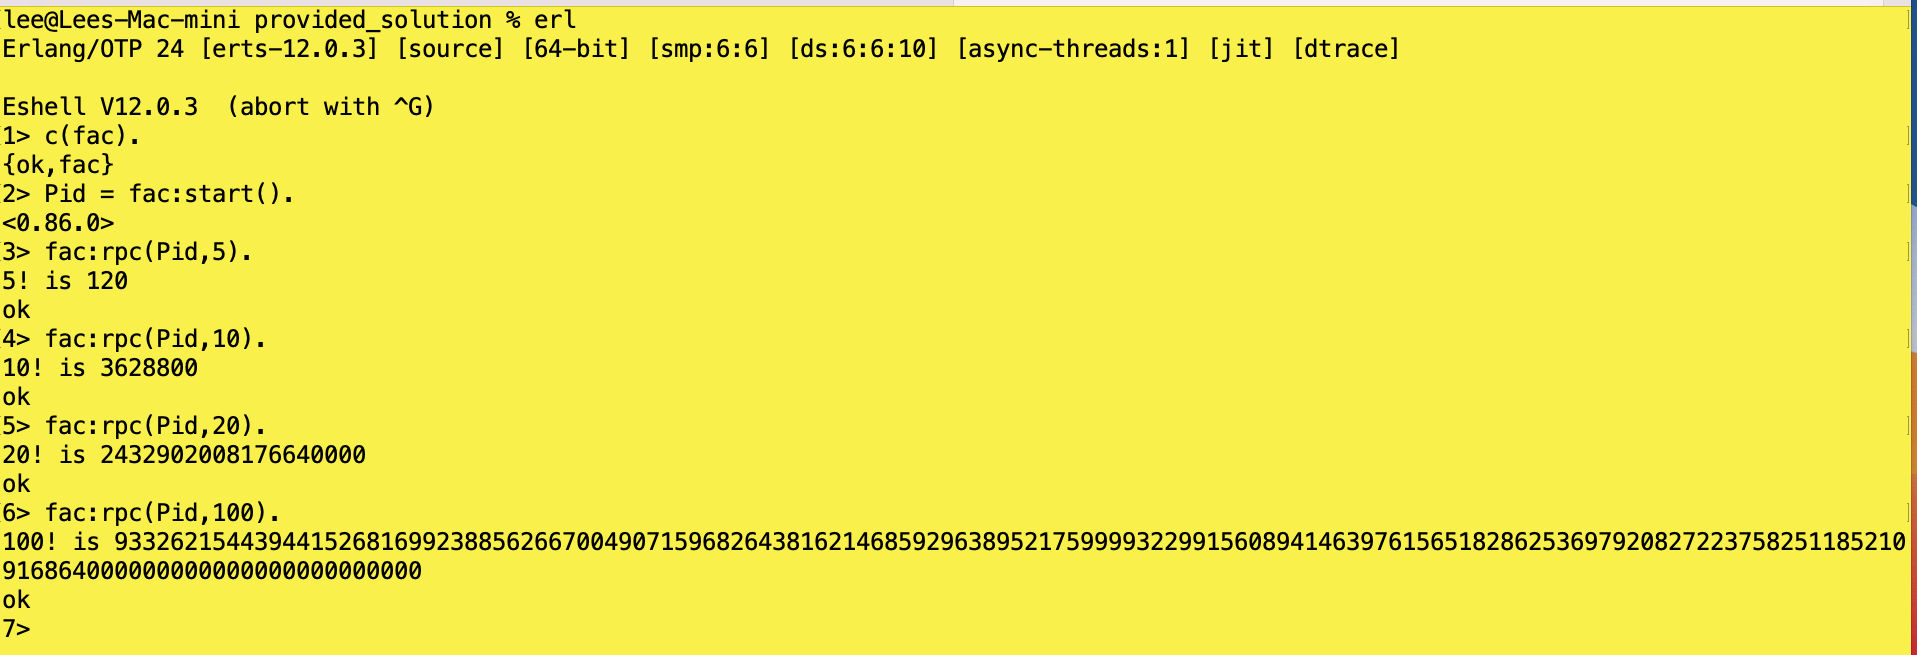 lee@Lees-Mac-mini provided_solution % erl
Erlang/OTP 24 [erts-12.0.3] [source] [64-bit] [smp:6:6] [ds:6:6:10] [async-threads:1] [jit] [dtrace]
Eshell V12.0.3  (abort with ^G)
1> c(fac).
{ok,fac}
2> Pid = fac:start().
<0.86.0>
3> fac:rpc(Pid,5).
5! is 120
ok
4> fac:rpc(Pid,10).
10! is 3628800
ok
5> fac:rpc(Pid,20).
20! is 2432902008176640000
ok
6> fac:rpc(Pid,100).
100! is 93326215443944152681699238856266700490715968264381621468592963895217599993229915608941463976156518286253697920827223758251185210
916864000000000000000000000000
ok
7>